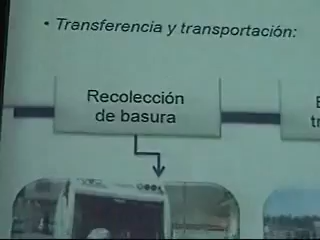 • Transferencia y transportación:
Recolección
de basura